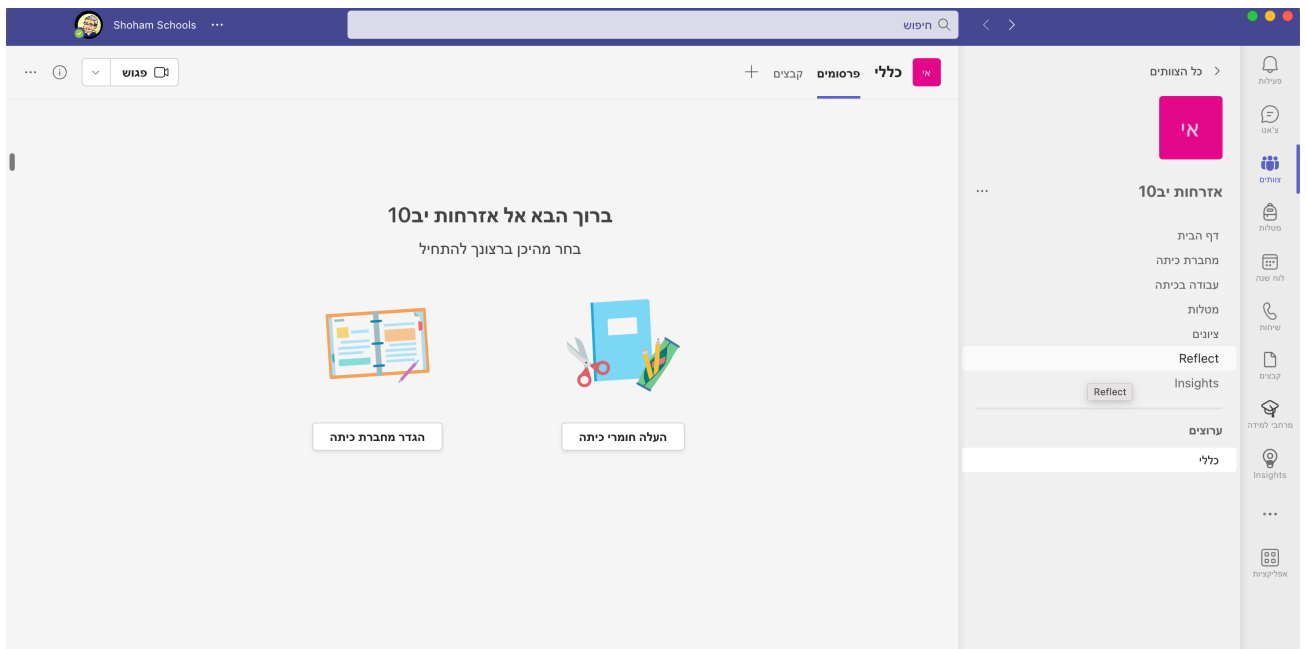 Shoham Schools
חיפוש
פעילות
צ'אט
צוותים
מטלות
לוח שנה
שיחות
קבצים
מרחבי למידה
Insights
אפליקציות
כל הצוותים
אי
אזרחות יב10
דף הבית
מחברת כיתה
עבודה בכיתה
מטלות
ציונים
Reflect
Insights
Reflect
ערוצים
כללי
אי
כללי פרסומים קבצים
פגוש
ברוך הבא אל אזרחות יב10
בחר מהיכן ברצונך להתחיל
העלה חומרי כיתה
הגדר מחברת כיתה